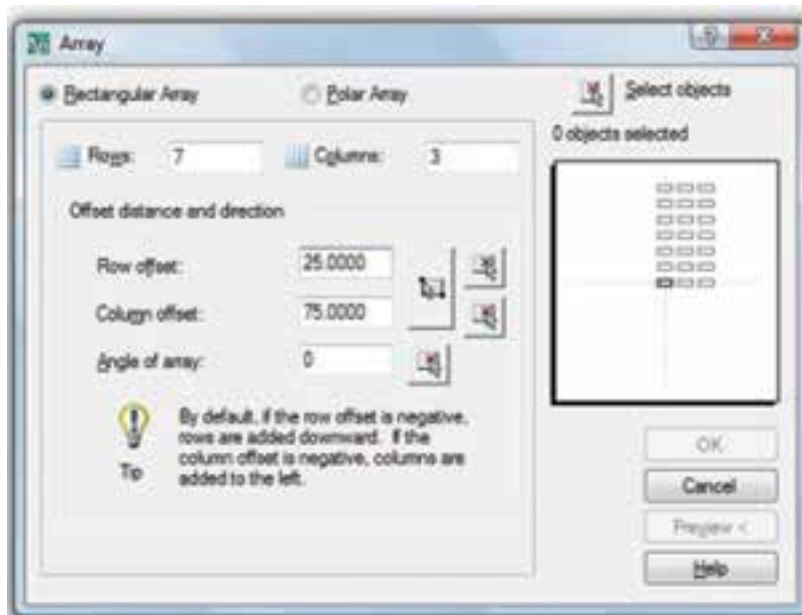 Array
Rectangular Array
Polar Array
Select objects
0 objects selected
Rows: 7
Columns: 3
Offset distance and direction
Row offset: 25.0000
Column offset: 75.0000
Angle of array: 0
By default, if the row offset is negative,
rows are added downward. If the
column offset is negative, columns are
added to the left.
Tip
OK
Cancel
Preview <
Help